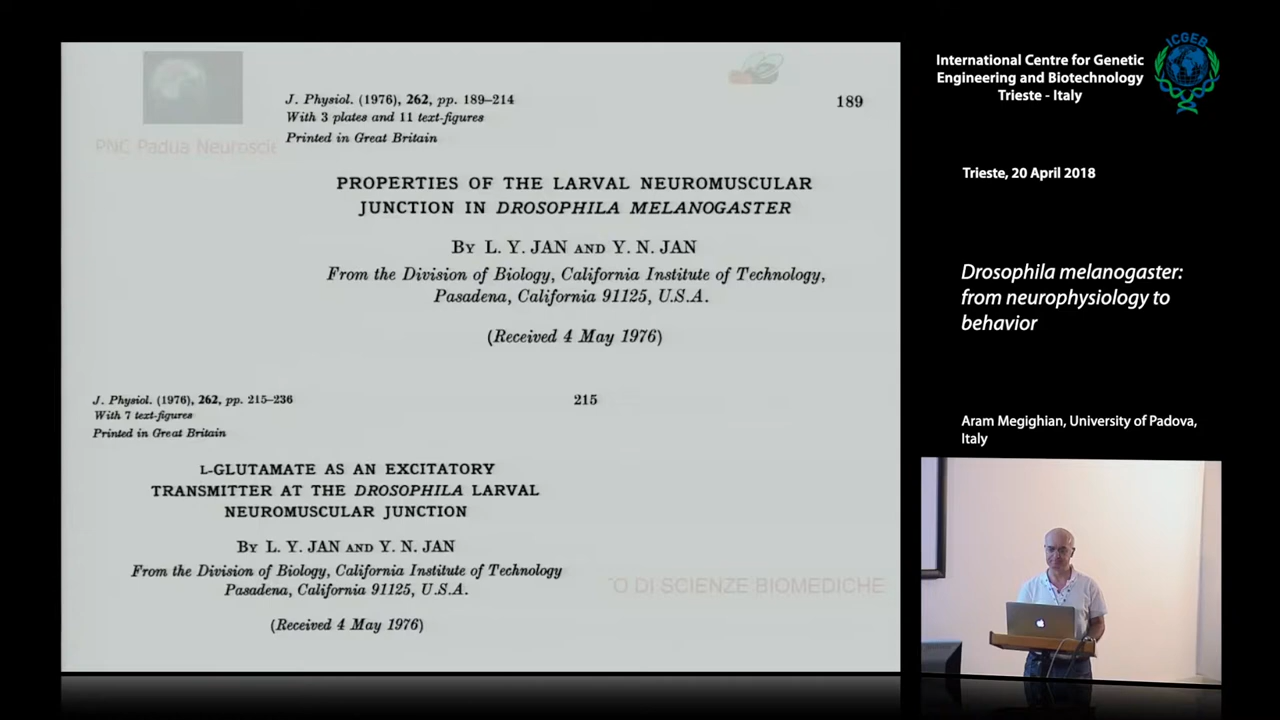 PNC Padua
J. Physiol. (1976), 262, pp. 189–214
With 3 plates and 11 text-figures
Printed in Great Britain
189
PROPERTIES OF THE LARVAL NEUROMUSCULAR
JUNCTION IN DROSOPHILA MELANOGASTER
BY L. Y. JAN AND Y. N. JAN
From the Division of Biology, California Institute of Technology,
Pasadena, California 91125, U.S.A.
(Received 4 May 1976)
J. Physiol. (1976), 262, pp. 215–236
With 7 text-figures
Printed in Great Britain
215
L-GLUTAMATE AS AN EXCITATORY
TRANSMITTER AT THE DROSOPHILA LARVAL
NEUROMUSCULAR JUNCTION
BY L. Y. JAN AND Y. N. JAN
From the Division of Biology, California Institute of Technology
Pasadena, California 91125, U.S.A.
(Received 4 May 1976)
O DI SCIENZE BIOMEDICHE
International Centre for Genetic
Engineering and Biotechnology
Trieste - Italy
ICGEB
Trieste, 20 April 2018
Drosophila melanogaster:
from neurophysiology to
behavior
Aram Megighian, University of Padova,
Italy